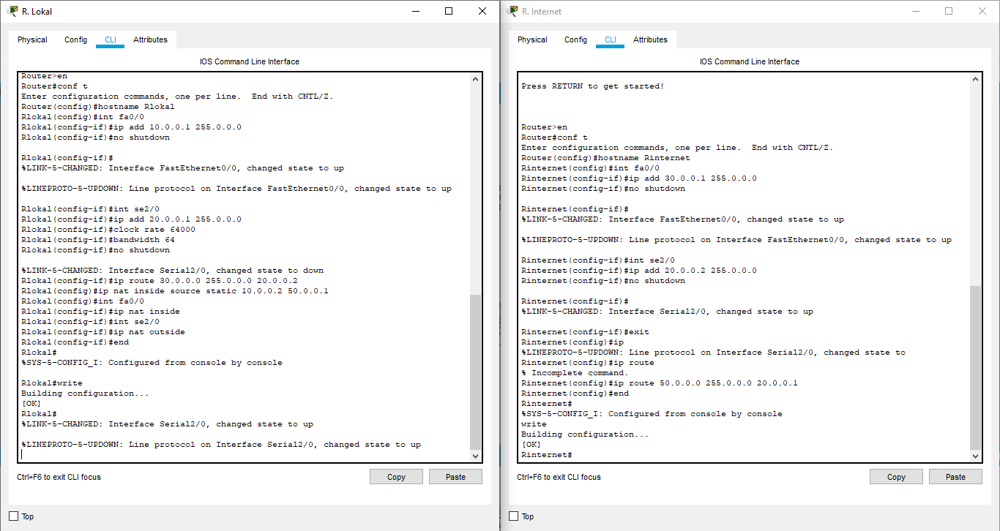 R. Lokal
Physical Config CLI Attributes
IOS Command Line Interface
Router>en
Router#conf t
Enter configuration commands, one per line.  End with CNTL/Z.
Router(config)#hostname Rlokal
Rlokal(config)#int fa0/0
Rlokal(config-if)#ip add 10.0.0.1 255.0.0.0
Rlokal(config-if)#no shutdown
Rlokal(config-if)#
%LINK-5-CHANGED: Interface FastEthernet0/0, changed state to up
%LINEPROTO-5-UPDOWN: Line protocol on Interface FastEthernet0/0, changed state to up
Rlokal(config-if)#int se2/0
Rlokal(config-if)#ip add 20.0.0.1 255.0.0.0
Rlokal(config-if)#clock rate 64000
Rlokal(config-if)#bandwidth 64
Rlokal(config-if)#no shutdown
%LINK-5-CHANGED: Interface Serial2/0, changed state to down
Rlokal(config-if)#ip route 30.0.0.0 255.0.0.0 20.0.0.2
Rlokal(config)#ip nat inside source static 10.0.0.2 50.0.0.1
Rlokal(config)#int fa0/0
Rlokal(config-if)#ip nat inside
Rlokal(config-if)#int se2/0
Rlokal(config-if)#ip nat outside
Rlokal(config-if)#end
Rlokal#
%SYS-5-CONFIG_I: Configured from console by console
Rlokal#write
Building configuration...
[OK]
Rlokal#
%LINK-5-CHANGED: Interface Serial2/0, changed state to up
%LINEPROTO-5-UPDOWN: Line protocol on Interface Serial2/0, changed state to up
Ctrl+F6 to exit CLI focus
Copy Paste
Top
R. Internet
Physical Config CLI Attributes
IOS Command Line Interface
Press RETURN to get started!
Router>en
Router#conf t
Enter configuration commands, one per line.  End with CNTL/Z.
Router(config)#hostname Rinternet
Rinternet(config)#int fa0/0
Rinternet(config-if)#ip add 30.0.0.1 255.0.0.0
Rinternet(config-if)#no shutdown
Rinternet(config-if)#
%LINK-5-CHANGED: Interface FastEthernet0/0, changed state to up
%LINEPROTO-5-UPDOWN: Line protocol on Interface FastEthernet0/0, changed state to up
Rinternet(config-if)#int se2/0
Rinternet(config-if)#ip add 20.0.0.2 255.0.0.0
Rinternet(config-if)#no shutdown
Rinternet(config-if)#
%LINK-5-CHANGED: Interface Serial2/0, changed state to up
Rinternet(config-if)#exit
Rinternet(config)#ip
%LINEPROTO-5-UPDOWN: Line protocol on Interface Serial2/0, changed state to
Rinternet(config)#ip route
% Incomplete command.
Rinternet(config)#ip route 50.0.0.0 255.0.0.0 20.0.0.1
Rinternet(config)#end
Rinternet#
%SYS-5-CONFIG_I: Configured from console by console
write
Building configuration...
[OK]
Rinternet#
Ctrl+F6 to exit CLI focus
Copy Paste
Top